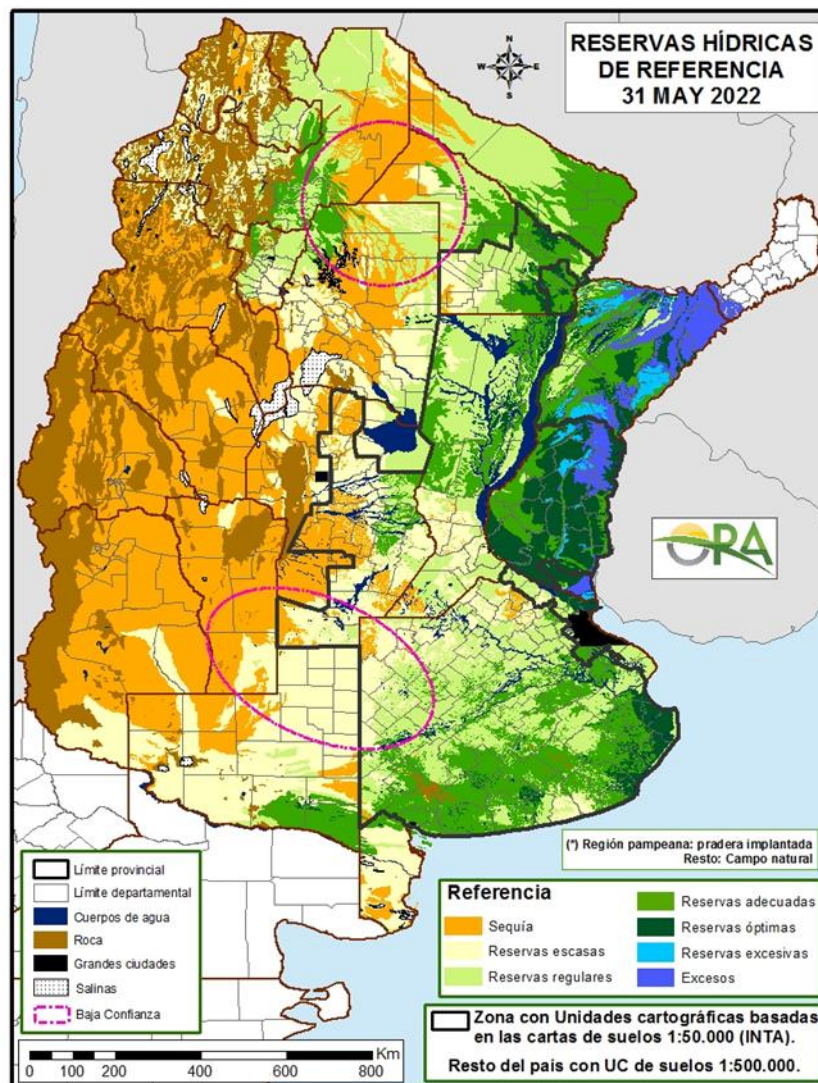 RESERVAS HÍDRICAS
DE REFERENCIA
31 MAY 2022
N
W
E
S
ORA
(*) Región pampeana: pradera implantada
Resto: Campo natural
Límite provincial
Límite departamental
Cuerpos de agua
Roca
Grandes ciudades
Salinas
Baja Confianza
Referencia
Sequía
Reservas escasas
Reservas regulares
Reservas adecuadas
Reservas óptimas
Reservas excesivas
Excesos
Zona con Unidades cartográficas basadas
en las cartas de suelos 1:50.000 (INTA).
Resto del país con UC de suelos 1:500.000.
Km
0 100 200 400 600 800